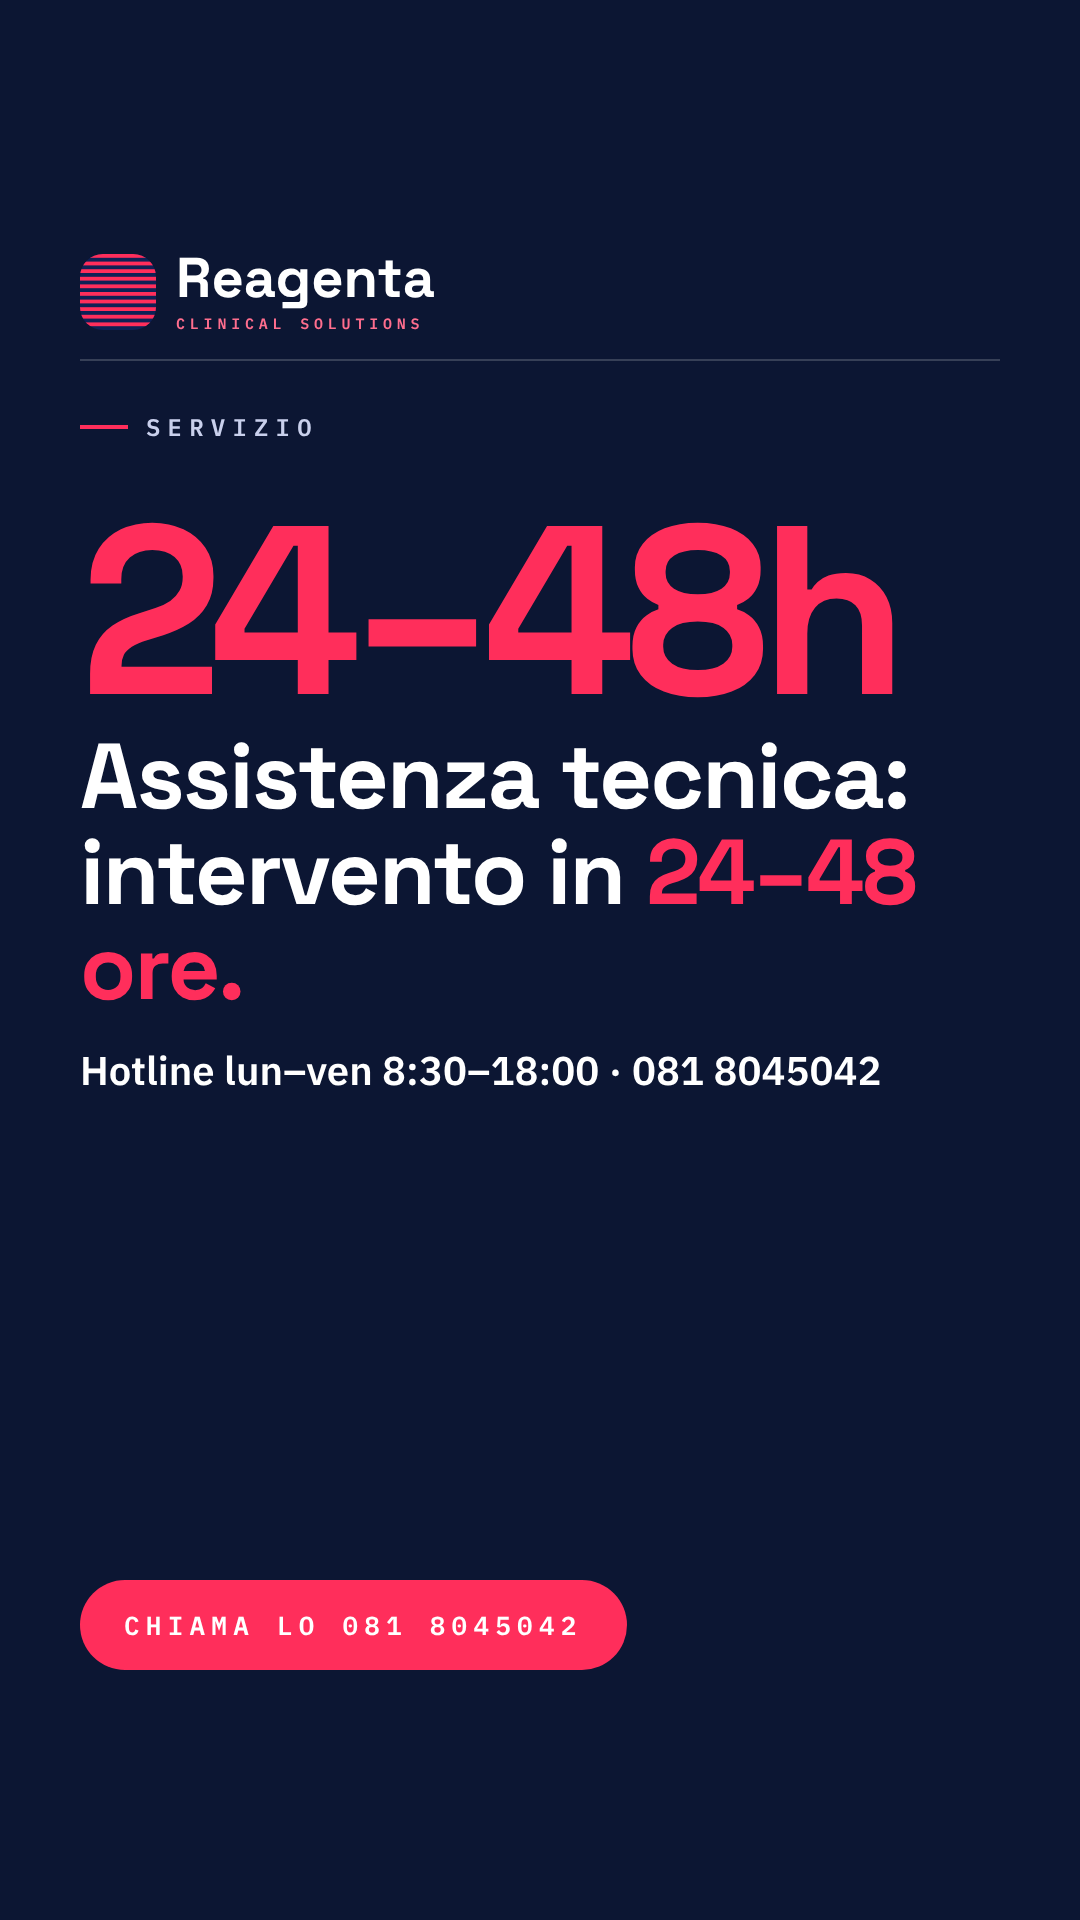 Reagenta
CLINICAL SOLUTIONS
SERVIZIO
24–48h
Assistenza tecnica:
intervento in 24–48
ore.
Hotline lun–ven 8:30–18:00 · 081 8045042
CHIAMA LO 081 8045042